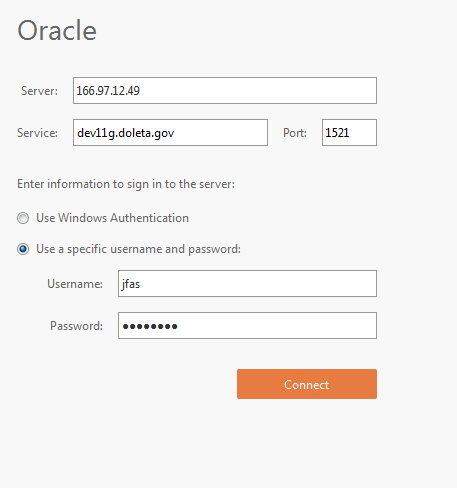 Oracle
Server: 166.97.12.49
Service: dev11g.doleta.gov Port: 1521
Enter information to sign in to the server:
Use Windows Authentication
Use a specific username and password:
Username: jfas
Password: ●●●●●●●●
Connect